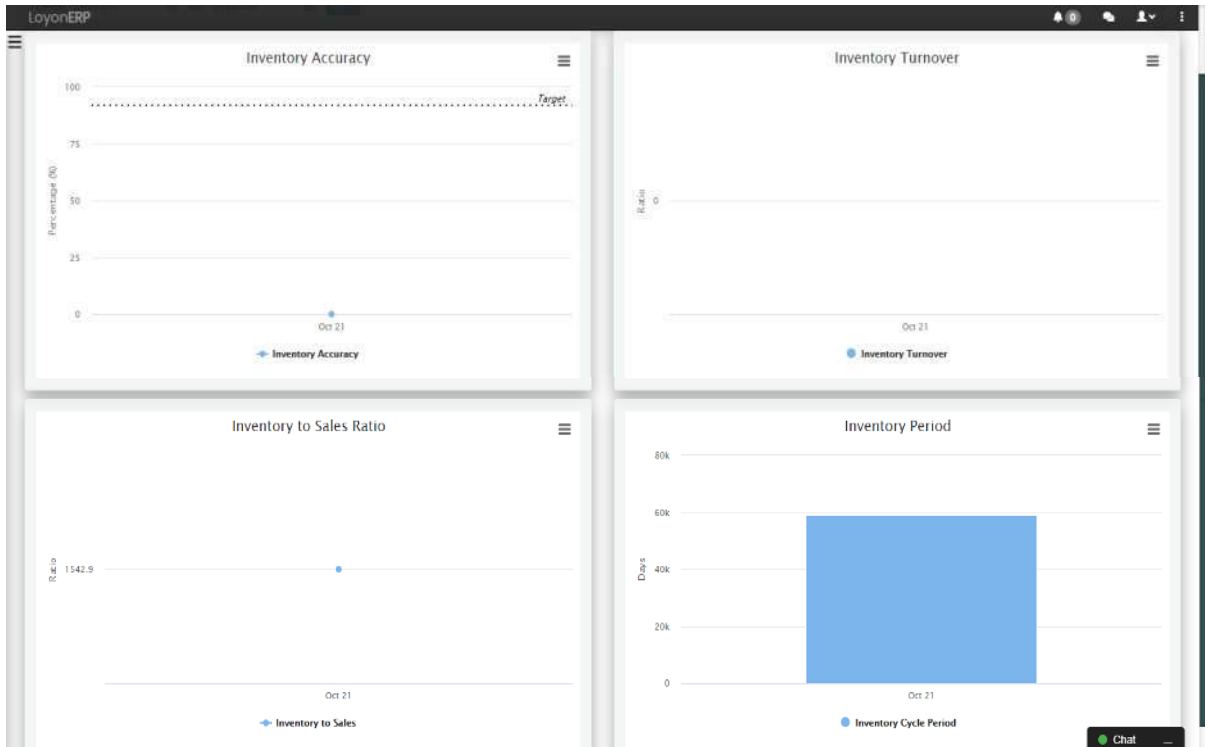 LoyonERP
0
Inventory Accuracy
100
Target
75
Percentage (%)
50
25
0
Oct 21
Inventory Accuracy
Inventory Turnover
Ratio
0
Oct 21
Inventory Turnover
Inventory to Sales Ratio
Ratio
1542.9
Oct 21
Inventory to Sales
Inventory Period
80k
60k
Days
40k
20k
0
Oct 21
Inventory Cycle Period
Chat